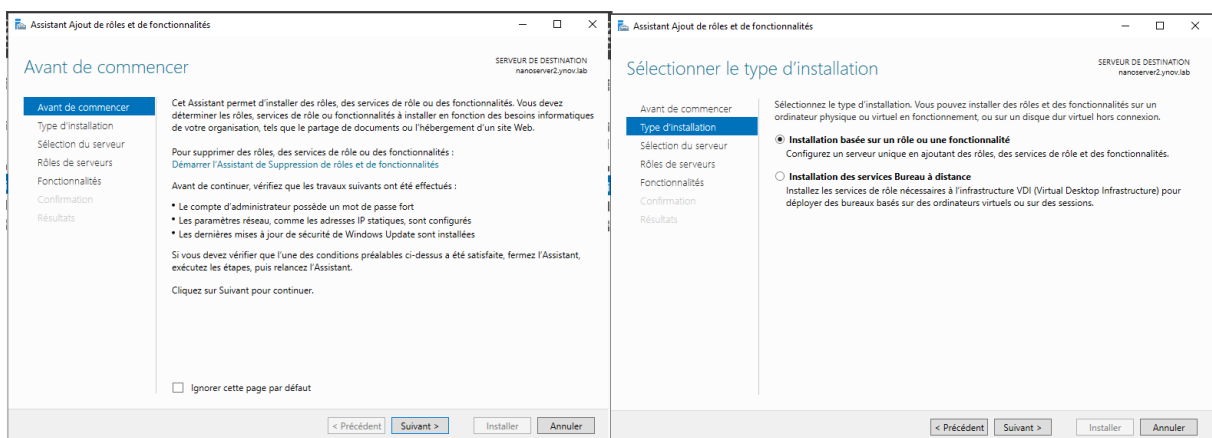 Assistant Ajout de rôles et de fonctionnalités
Avant de commencer
SERVEUR DE DESTINATION
nanoserver2.ynov.lab
Avant de commencer
Type d'installation
Sélection du serveur
Rôles de serveurs
Fonctionnalités
Confirmation
Résultats
Cet Assistant permet d'installer des rôles, des services de rôle ou des fonctionnalités. Vous devez
déterminer les rôles, services de rôle ou fonctionnalités à installer en fonction des besoins informatiques
de votre organisation, tels que le partage de documents ou l'hébergement d'un site Web.
Pour supprimer des rôles, des services de rôle ou des fonctionnalités :
Démarrer l'Assistant de Suppression de rôles et de fonctionnalités
Avant de continuer, vérifiez que les travaux suivants ont été effectués :
• Le compte d'administrateur possède un mot de passe fort
• Les paramètres réseau, comme les adresses IP statiques, sont configurés
• Les dernières mises à jour de sécurité de Windows Update sont installées
Si vous devez vérifier que l'une des conditions préalables ci-dessus a été satisfaite, fermez l'Assistant,
exécutez les étapes, puis relancez l'Assistant.
Cliquez sur Suivant pour continuer.
Ignorer cette page par défaut
< Précédent Suivant > Installer Annuler
Assistant Ajout de rôles et de fonctionnalités
Sélectionner le type d'installation
SERVEUR DE DESTINATION
nanoserver2.ynov.lab
Avant de commencer
Type d'installation
Sélection du serveur
Rôles de serveurs
Fonctionnalités
Confirmation
Résultats
Sélectionnez le type d'installation. Vous pouvez installer des rôles et des fonctionnalités sur un
ordinateur physique ou virtuel en fonctionnement, ou sur un disque dur virtuel hors connexion.
Installation basée sur un rôle ou une fonctionnalité
Configurez un serveur unique en ajoutant des rôles, des services de rôle et des fonctionnalités.
Installation des services Bureau à distance
Installez les services de rôle nécessaires à l'infrastructure VDI (Virtual Desktop Infrastructure) pour
déployer des bureaux basés sur des ordinateurs virtuels ou sur des sessions.
< Précédent Suivant > Installer Annuler